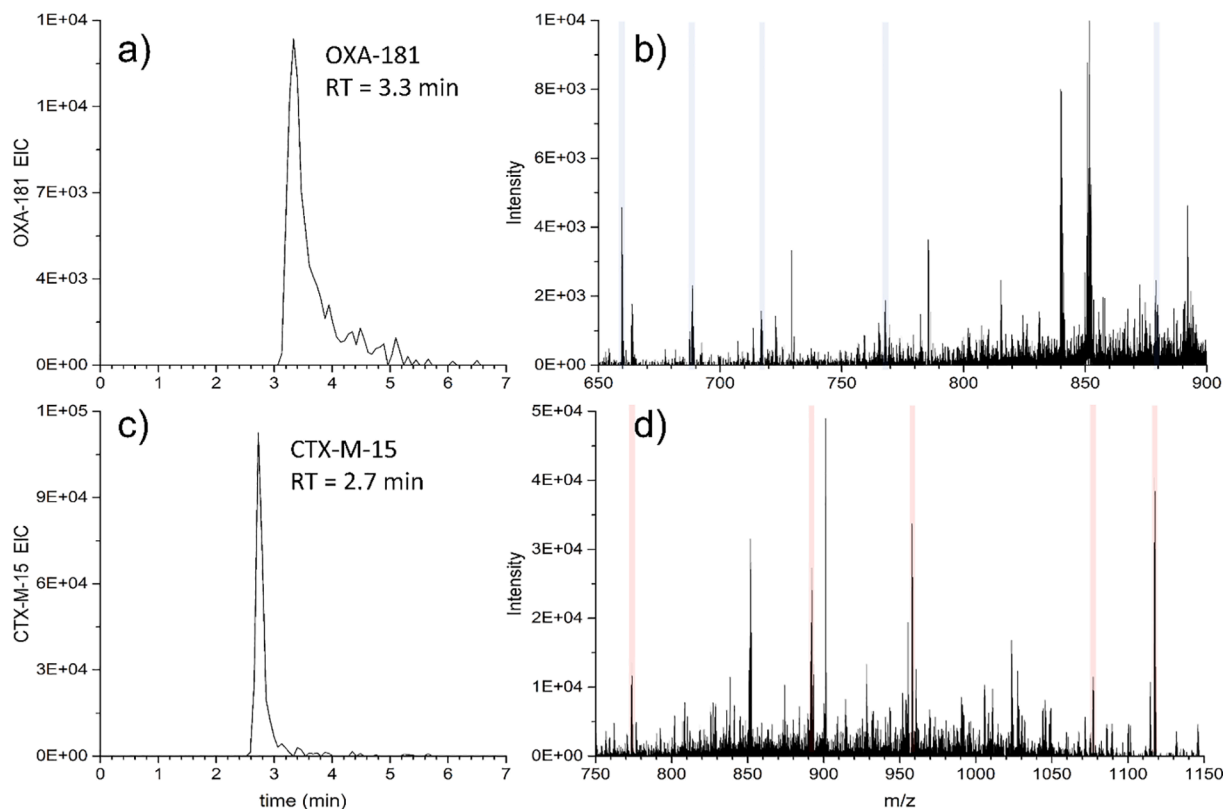 a)
OXA-181
RT = 3.3 min
OXA-181 EIC
1E+04
1E+04
7E+03
4E+03
0E+00
0 1 2 3 4 5 6 7
b)
Intensity
1E+04
8E+03
6E+03
4E+03
2E+03
0E+00
650 700 750 800 850 900
c)
CTX-M-15
RT = 2.7 min
CTX-M-15 EIC
1E+05
9E+04
6E+04
3E+04
0E+00
0 1 2 3 4 5 6 7
time (min)
d)
Intensity
5E+04
4E+04
3E+04
2E+04
1E+04
0E+00
750 800 850 900 950 1000 1050 1100 1150
m/z